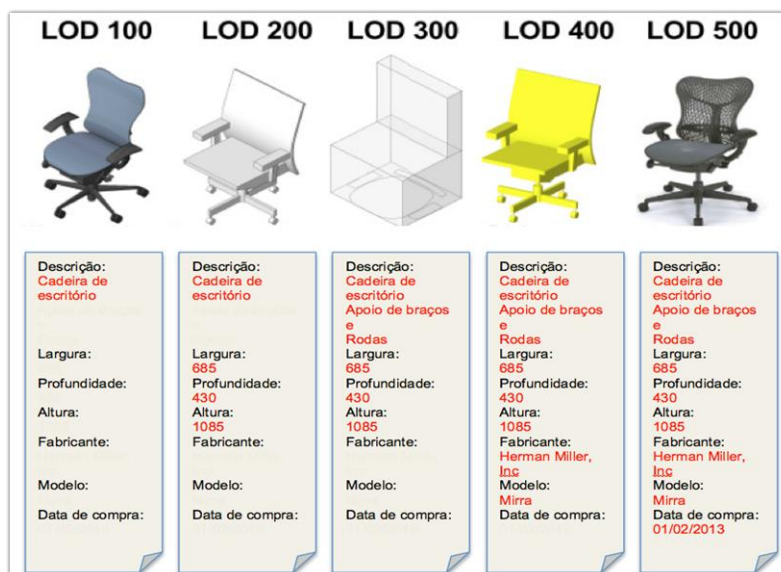 LOD 100
LOD 200
LOD 300
LOD 400
LOD 500
Descrição:
Cadeira de
escritório
Largura:
Profundidade:
Altura:
Fabricante:
Modelo:
Data de compra:
Descrição:
Cadeira de
escritório
Largura:
685
Profundidade:
430
Altura:
1085
Fabricante:
Modelo:
Data de compra:
Descrição:
Cadeira de
escritório
Apoio de braços
e
Rodas
Largura:
685
Profundidade:
430
Altura:
1085
Fabricante:
Modelo:
Data de compra:
Descrição:
Cadeira de
escritório
Apoio de braços
e
Rodas
Largura:
685
Profundidade:
430
Altura:
1085
Fabricante:
Herman Miller,
Inc
Modelo:
Mirra
Data de compra:
Descrição:
Cadeira de
escritório
Apoio de braços
e
Rodas
Largura:
685
Profundidade:
430
Altura:
1085
Fabricante:
Herman Miller,
Inc
Modelo:
Mirra
Data de compra:
01/02/2013